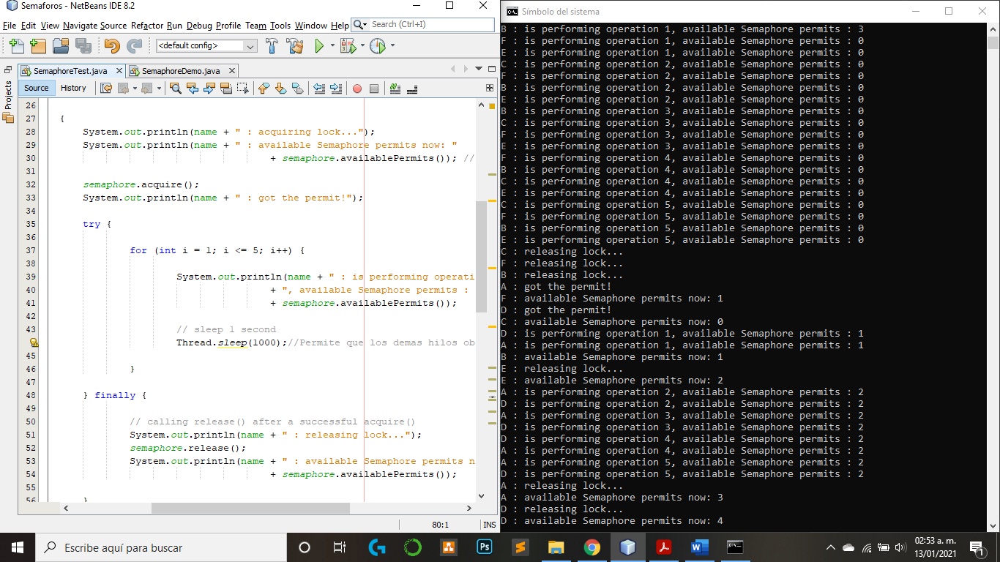 Semaforos - NetBeans IDE 8.2
File Edit View Navigate Source Refactor Run Debug Profile Team Tools Window Help
Search (Ctrl+I)
<default config>
Projects
SemaphoreTest.java
SemaphoreDemo.java
Source
History
26
27 {
28 System.out.println(name + " : acquiring lock...");
29 System.out.println(name + " : available Semaphore permits now: "
30 + semaphore.availablePermits()); //
31
32 semaphore.acquire();
33 System.out.println(name + " : got the permit!");
34
35 try {
36
37 for (int i = 1; i <= 5; i++) {
38
39 System.out.println(name + " : is performing operati
40 + ", available Semaphore permits :
41 + semaphore.availablePermits());
42
43 // sleep 1 second
Thread.sleep(1000);//Permite que los demas hilos ob
45
46 }
47
48 } finally {
49
50 // calling release() after a successful acquire()
51 System.out.println(name + " : releasing lock...");
52 semaphore.release();
53 System.out.println(name + " : available Semaphore permits n
54 + semaphore.availablePermits());
55
56 }
80:1
INS
Símbolo del sistema
B : is performing operation 1, available Semaphore permits : 3
F : is performing operation 1, available Semaphore permits : 0
E : is performing operation 1, available Semaphore permits : 0
C : is performing operation 2, available Semaphore permits : 0
F : is performing operation 2, available Semaphore permits : 0
B : is performing operation 2, available Semaphore permits : 0
E : is performing operation 2, available Semaphore permits : 0
B : is performing operation 3, available Semaphore permits : 0
C : is performing operation 3, available Semaphore permits : 0
F : is performing operation 3, available Semaphore permits : 0
E : is performing operation 3, available Semaphore permits : 0
F : is performing operation 4, available Semaphore permits : 0
B : is performing operation 4, available Semaphore permits : 0
C : is performing operation 4, available Semaphore permits : 0
E : is performing operation 4, available Semaphore permits : 0
C : is performing operation 5, available Semaphore permits : 0
F : is performing operation 5, available Semaphore permits : 0
B : is performing operation 5, available Semaphore permits : 0
E : is performing operation 5, available Semaphore permits : 0
C : releasing lock...
F : releasing lock...
B : releasing lock...
A : got the permit!
F : available Semaphore permits now: 1
D : got the permit!
C : available Semaphore permits now: 0
D : is performing operation 1, available Semaphore permits : 1
A : is performing operation 1, available Semaphore permits : 1
B : available Semaphore permits now: 1
E : releasing lock...
E : available Semaphore permits now: 2
A : is performing operation 2, available Semaphore permits : 2
D : is performing operation 2, available Semaphore permits : 2
A : is performing operation 3, available Semaphore permits : 2
D : is performing operation 3, available Semaphore permits : 2
D : is performing operation 4, available Semaphore permits : 2
A : is performing operation 4, available Semaphore permits : 2
A : is performing operation 5, available Semaphore permits : 2
D : is performing operation 5, available Semaphore permits : 2
A : releasing lock...
A : available Semaphore permits now: 3
D : releasing lock...
D : available Semaphore permits now: 4
Escribe aquí para buscar
Ps
02:53 a. m.
13/01/2021
1